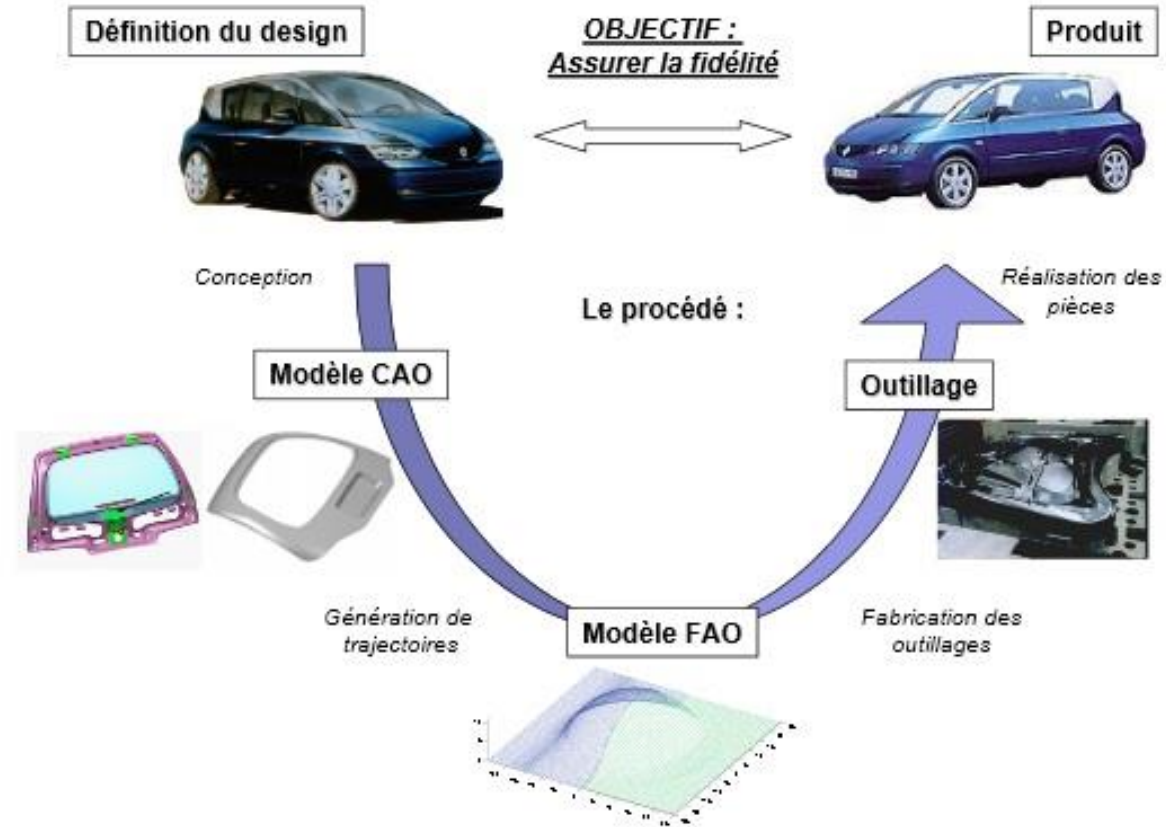 Définition du design
OBJECTIF :
Assurer la fidélité
Produit
Conception
Le procédé :
Réalisation des
pièces
Modèle CAO
Outillage
Génération de
trajectoires
Modèle FAO
Fabrication des
outillages